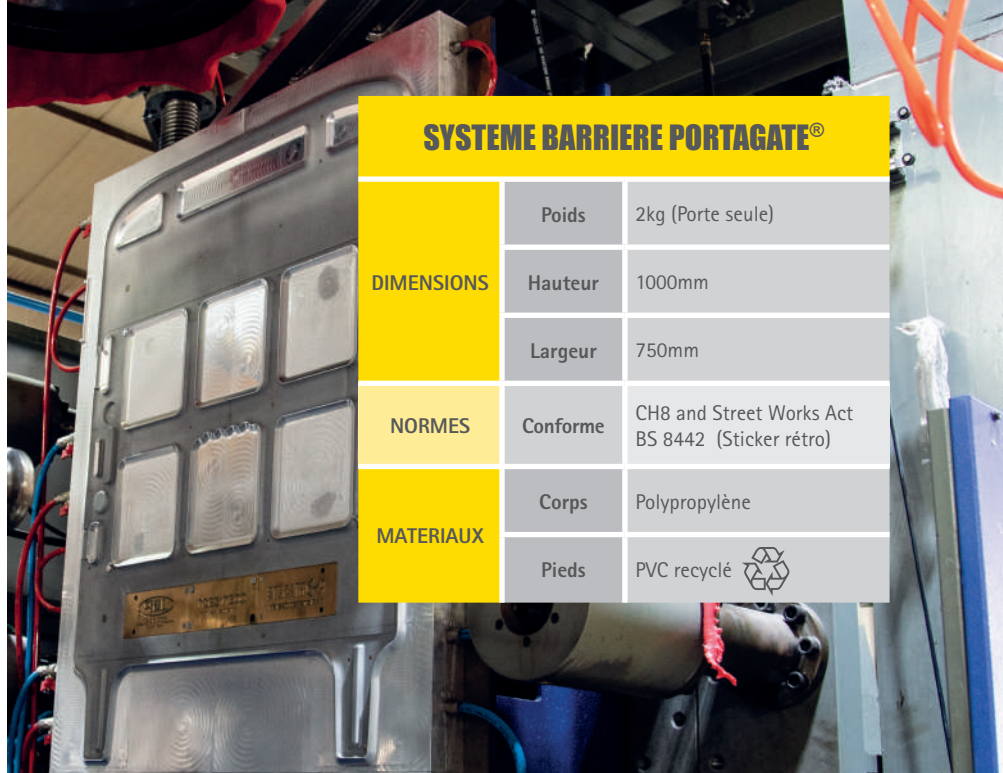 SYSTEME BARRIERE PORTAGATE®
DIMENSIONS
Poids
2kg (Porte seule)
Hauteur
1000mm
Largeur
750mm
NORMES
Conforme
CH8 and Street Works Act
BS 8442 (Sticker rétro)
MATERIAUX
Corps
Polypropylène
Pieds
PVC recyclé